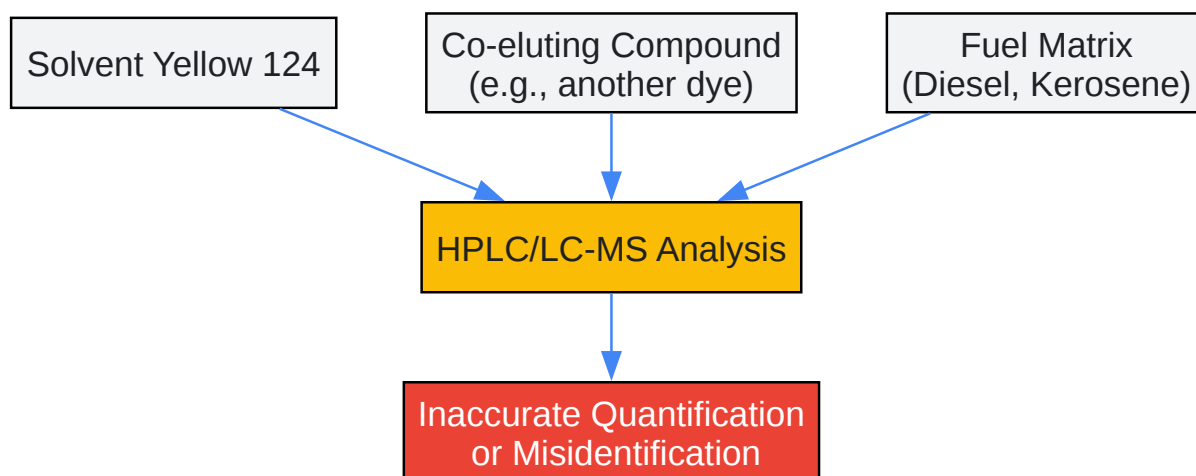 Solvent Yellow 124
Co-eluting Compound
(e.g., another dye)
Fuel Matrix
(Diesel, Kerosene)
HPLC/LC-MS Analysis
Inaccurate Quantification
or Misidentification